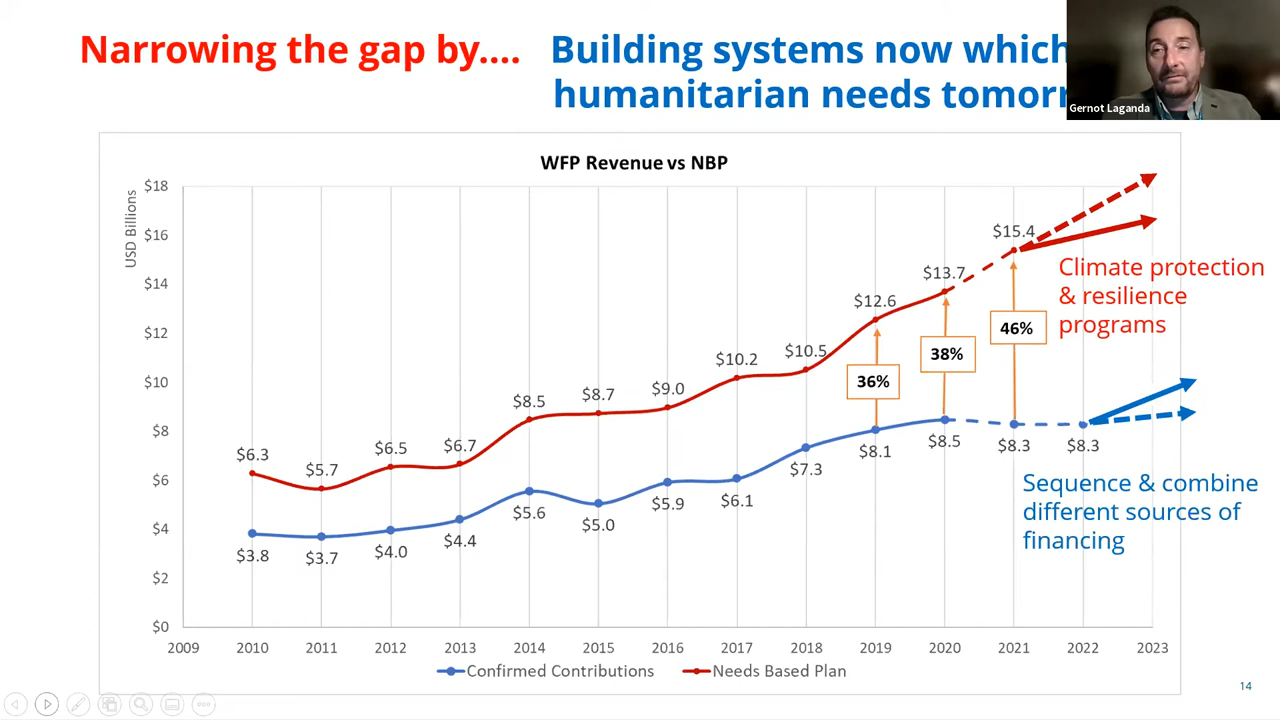 Narrowing the gap by.... Building systems now which
humanitarian needs
Gernot Laganda
WFP Revenue vs NBP
USD Billions
$18
$16
$14
$12
$10
$8
$6
$4
$2
$0
$6.3 $5.7 $6.5 $6.7 $8.5 $8.7 $9.0 $10.2 $10.5 $12.6 $13.7 $15.4
36% 38% 46%
$3.8 $3.7 $4.0 $4.4 $5.6 $5.0 $5.9 $6.1 $7.3 $8.1 $8.5 $8.3 $8.3
Climate protection
& resilience
programs
Sequence & combine
different sources of
financing
2009 2010 2011 2012 2013 2014 2015 2016 2017 2018 2019 2020 2021 2022 2023
Confirmed Contributions Needs Based Plan
14